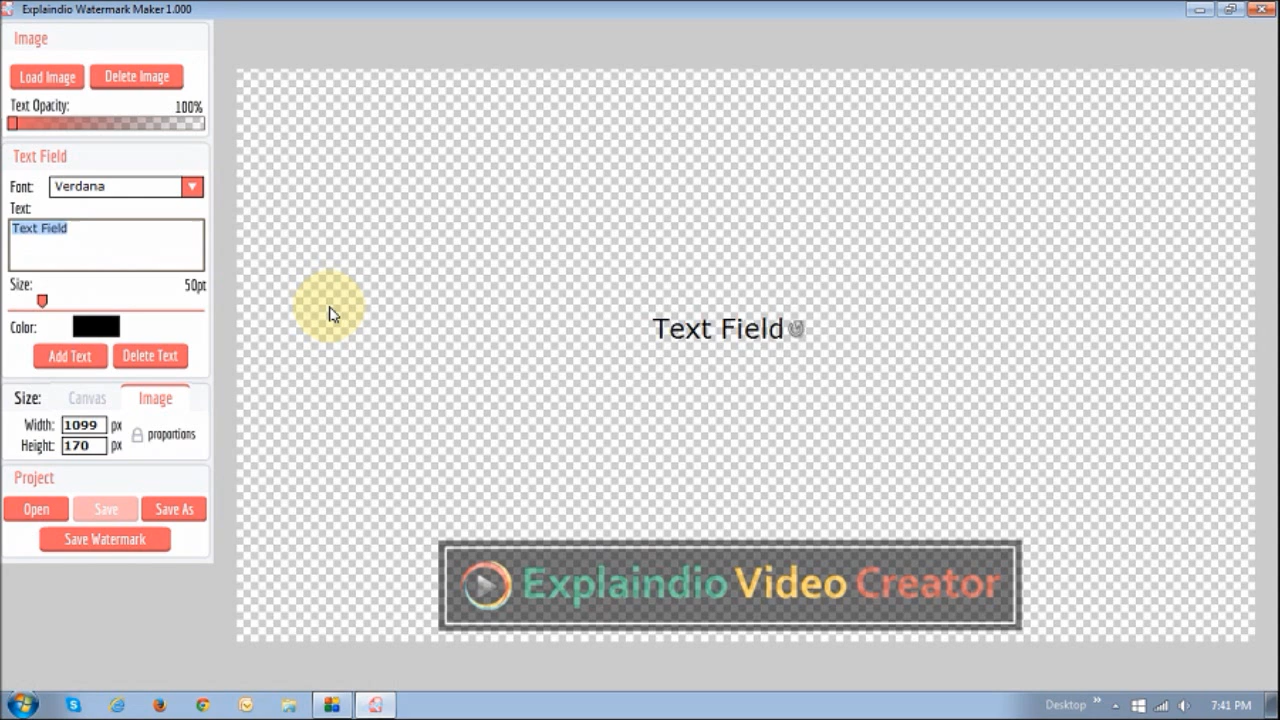 Explaindio Watermark Maker 1.000
Image
Load Image Delete Image
Text Opacity: 100%
Text Field
Font: Verdana
Text:
Text Field
Size: 50pt
Color:
Add Text Delete Text
Size: Canvas Image
Width: 1099 px
Height: 170 px
proportions
Project
Open Save Save As
Save Watermark
Text Field
Explaindio Video Creator
Desktop
7:41 PM